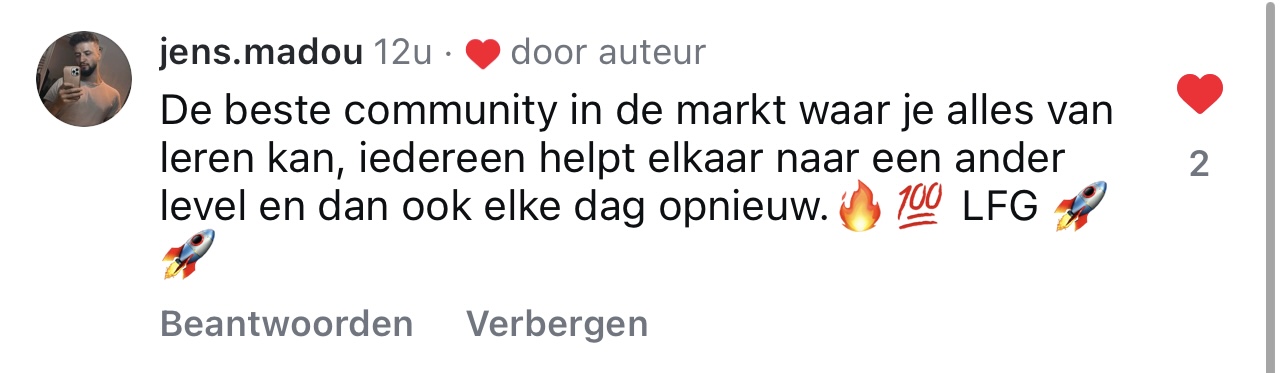 jens.madou 12u · ❤️ door auteur
De beste community in de markt waar je alles van
leren kan, iedereen helpt elkaar naar een ander
level en dan ook elke dag opnieuw.🔥 💯 LFG 🚀
🚀
2
Beantwoorden Verbergen